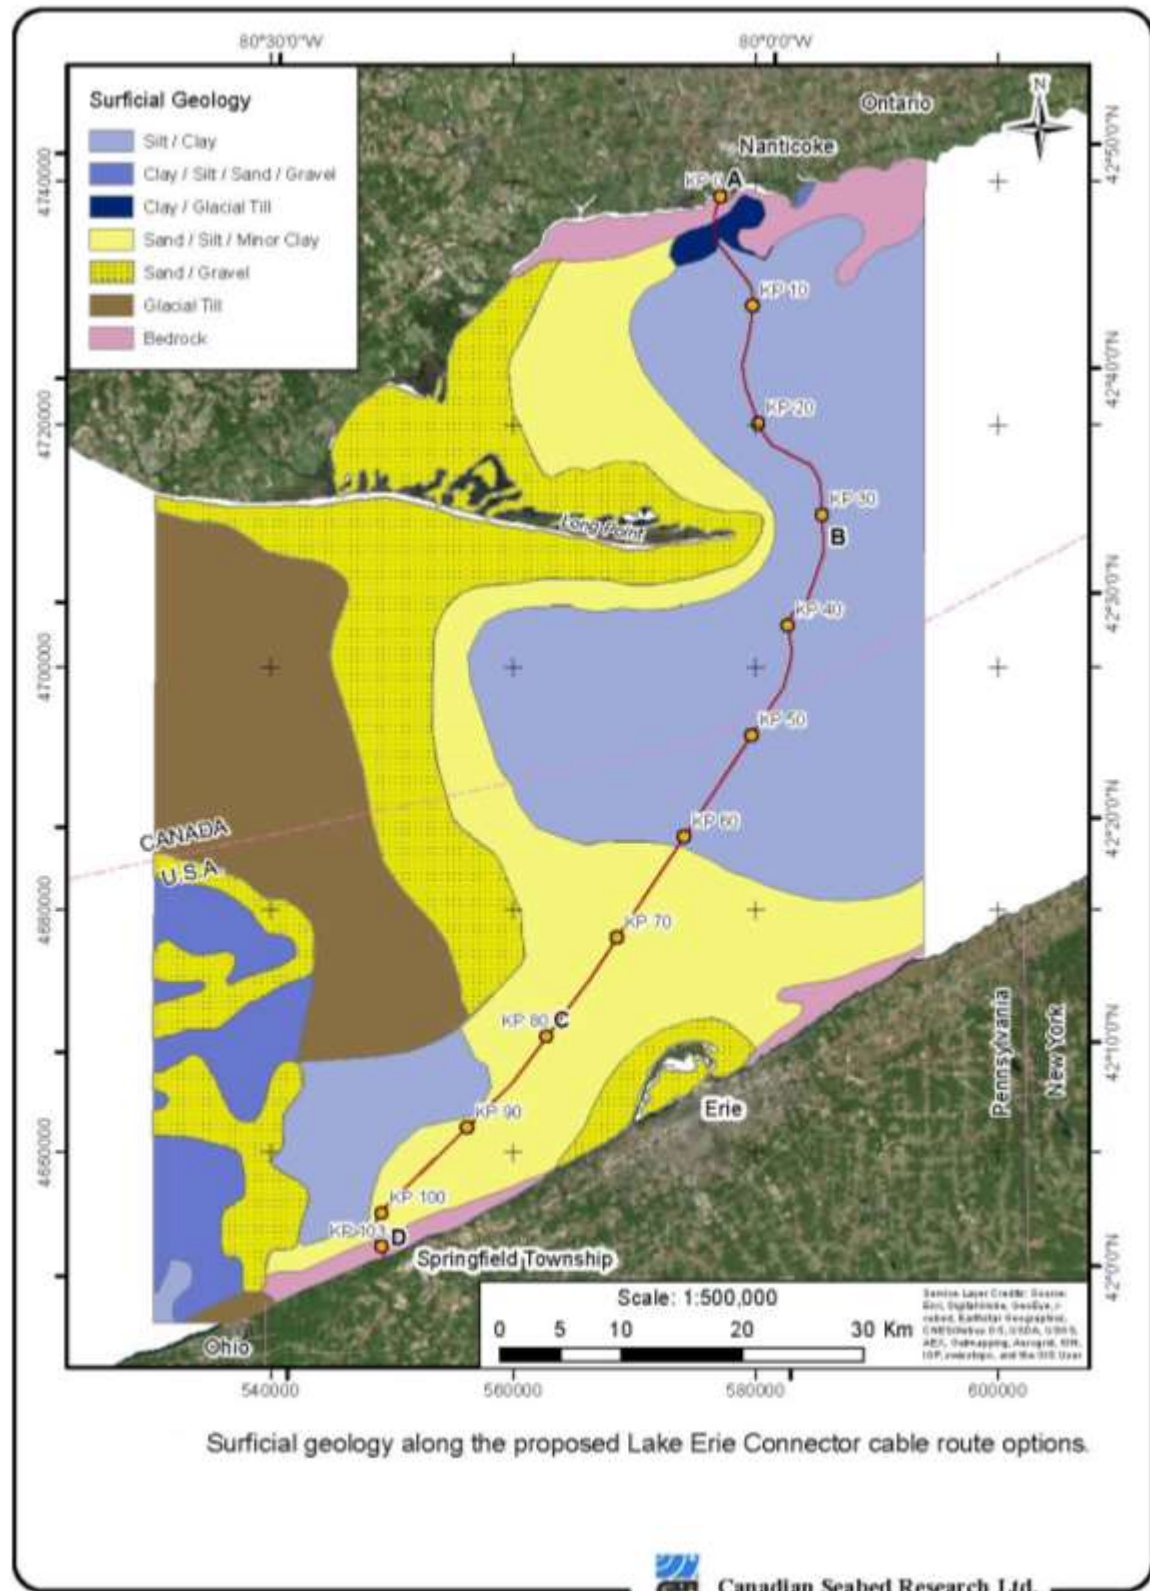 80°30'0"W
80°0'0"W
Surficial Geology
Silt / Clay
Clay / Silt / Sand / Gravel
Clay / Glacial Till
Sand / Silt / Minor Clay
Sand / Gravel
Glacial Till
Bedrock
Ontario
N
Nanticoke
KP 0
A
42°50'0"N
4740000
KP 10
42°40'0"N
KP 20
4720000
KP 30
Long Point
B
42°30'0"N
KP 40
4700000
KP 50
42°20'0"N
CANADA
KP 60
U.S.A.
4680000
KP 70
KP 80
C
42°10'0"N
Pennsylvania
New York
Erie
KP 90
4660000
KP 100
KP 103
D
Springfield Township
42°0'0"N
Scale: 1:500,000
0 5 10 20 30 Km
Ohio
540000
560000
580000
600000
Surficial geology along the proposed Lake Erie Connector cable route options.
Canadian Seabed Research Ltd.